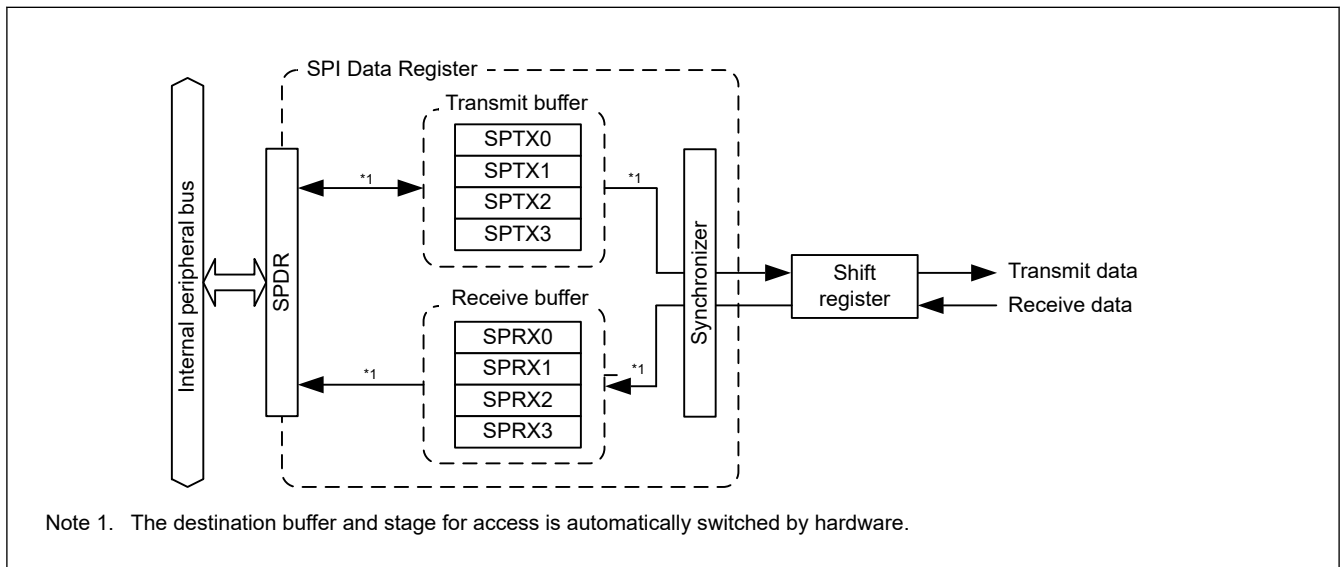 SPI Data Register
Transmit buffer
SPTX0
SPTX1
SPTX2
SPTX3
*1
*1
Internal peripheral bus
SPDR
Synchronizer
Shift
register
Transmit data
Receive data
Receive buffer
SPRX0
SPRX1
SPRX2
SPRX3
*1
*1
Note 1. The destination buffer and stage for access is automatically switched by hardware.